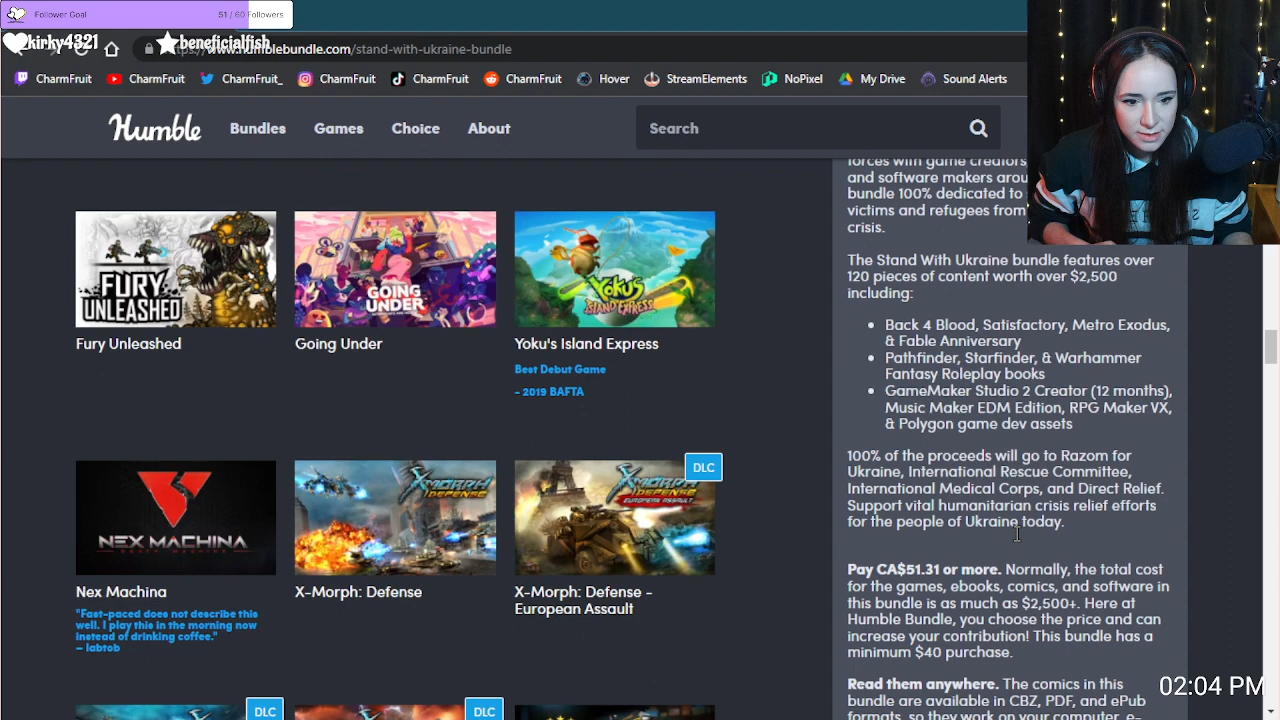 Follower Goal
51 / 60 Followers
kirky4321
beneficialfish
humblebundle.com/stand-with-ukraine-bundle
CharmFruit
CharmFruit
CharmFruit_
CharmFruit
CharmFruit
CharmFruit
Hover
StreamElements
NoPixel
My Drive
Sound Alerts
Humble
Bundles
Games
Choice
About
Search
FURY
UNLEASHED
Fury Unleashed
GOING
UNDER
Going Under
YOKU'S
ISLAND EXPRESS
Yoku's Island Express
Best Debut Game
- 2019 BAFTA
NEX MACHINA
Nex Machina
"Fast-paced does not describe this
well. I play this in the morning now
instead of drinking coffee."
– labtob
X-MORPH
DEFENSE
X-Morph: Defense
DLC
X-MORPH
DEFENSE
EUROPEAN ASSAULT
X-Morph: Defense -
European Assault
DLC
DLC
forces with game creators,
and software makers arou
bundle 100% dedicated to
victims and refugees from
crisis.
The Stand With Ukraine bundle features over
120 pieces of content worth over $2,500
including:
Back 4 Blood, Satisfactory, Metro Exodus,
& Fable Anniversary
Pathfinder, Starfinder, & Warhammer
Fantasy Roleplay books
GameMaker Studio 2 Creator (12 months),
Music Maker EDM Edition, RPG Maker VX,
& Polygon game dev assets
100% of the proceeds will go to Razom for
Ukraine, International Rescue Committee,
International Medical Corps, and Direct Relief.
Support vital humanitarian crisis relief efforts
for the people of Ukraine today.
Pay CA$51.31 or more. Normally, the total cost
for the games, ebooks, comics, and software in
this bundle is as much as $2,500+. Here at
Humble Bundle, you choose the price and can
increase your contribution! This bundle has a
minimum $40 purchase.
Read them anywhere. The comics in this
bundle are available in CBZ, PDF, and ePub
formats, so they work on your computer, e-
02:04 PM